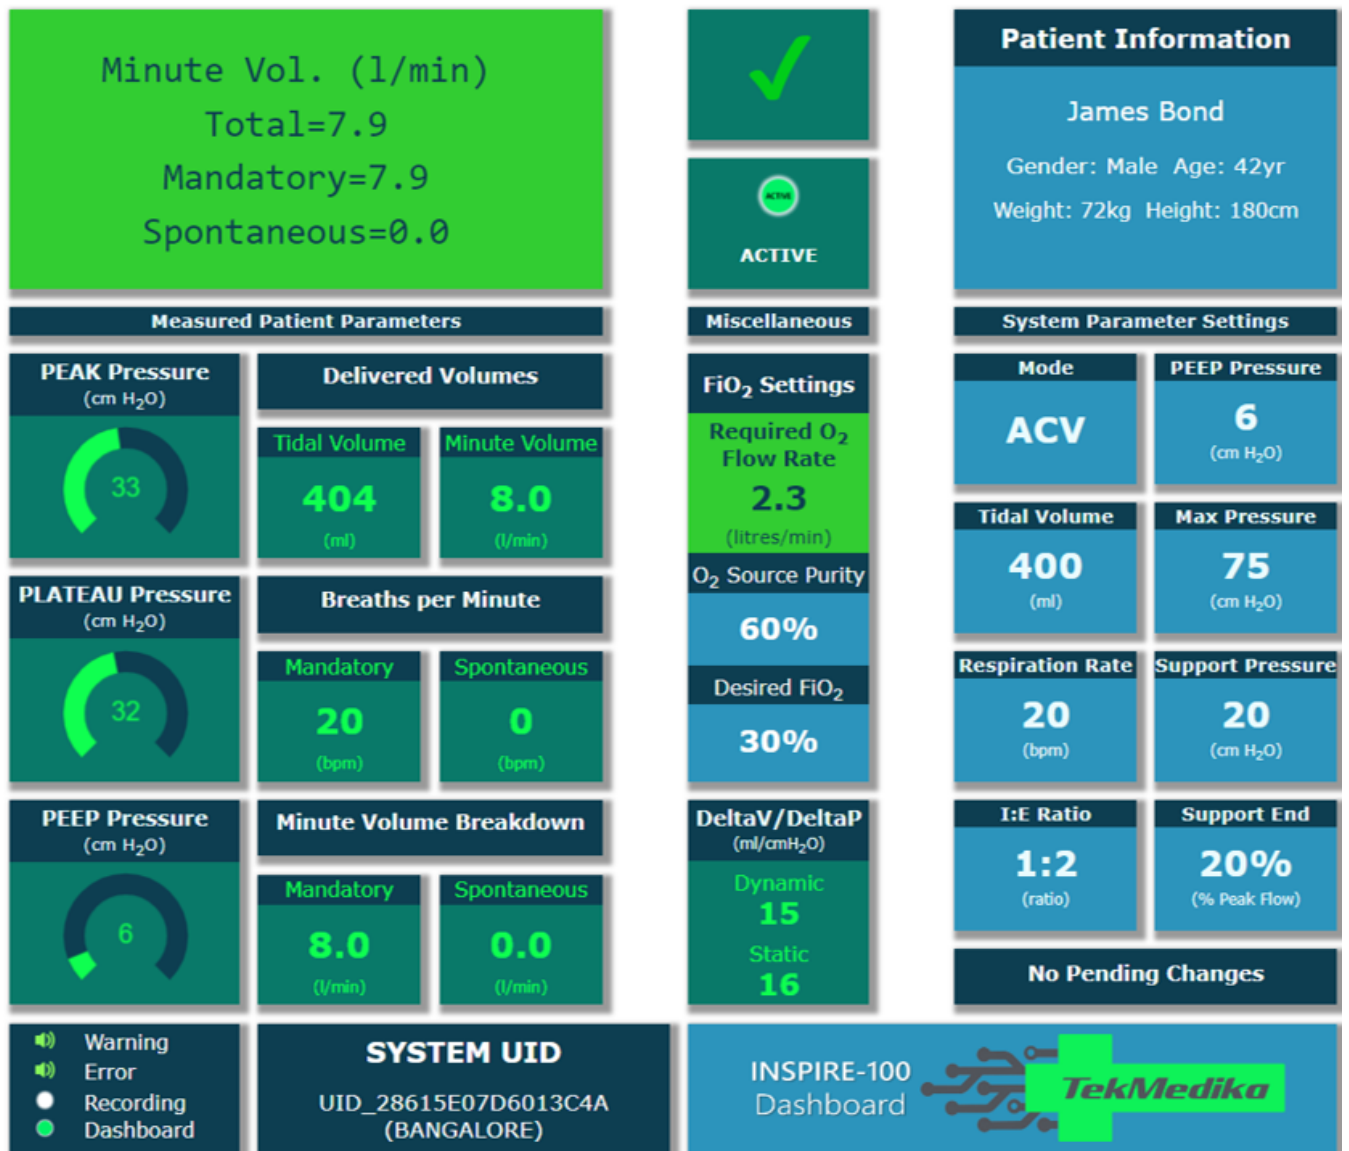 Minute Vol. (l/min)
Total=7.9
Mandatory=7.9
Spontaneous=0.0
ACTIVE
ACTIVE
Patient Information
James Bond
Gender: Male Age: 42yr
Weight: 72kg Height: 180cm
Measured Patient Parameters
PEAK Pressure
(cm H₂O)
33
Delivered Volumes
Tidal Volume
404
(ml)
Minute Volume
8.0
(l/min)
PLATEAU Pressure
(cm H₂O)
32
Breaths per Minute
Mandatory
20
(bpm)
Spontaneous
0
(bpm)
PEEP Pressure
(cm H₂O)
6
Minute Volume Breakdown
Mandatory
8.0
(l/min)
Spontaneous
0.0
(l/min)
Miscellaneous
FiO₂ Settings
Required O₂
Flow Rate
2.3
(litres/min)
O₂ Source Purity
60%
Desired FiO₂
30%
DeltaV/DeltaP
(ml/cmH₂O)
Dynamic
15
Static
16
System Parameter Settings
Mode
ACV
PEEP Pressure
6
(cm H₂O)
Tidal Volume
400
(ml)
Max Pressure
75
(cm H₂O)
Respiration Rate
20
(bpm)
Support Pressure
20
(cm H₂O)
I:E Ratio
1:2
(ratio)
Support End
20%
(% Peak Flow)
No Pending Changes
Warning
Error
Recording
Dashboard
SYSTEM UID
UID_28615E07D6013C4A
(BANGALORE)
INSPIRE-100
Dashboard
TekMedika